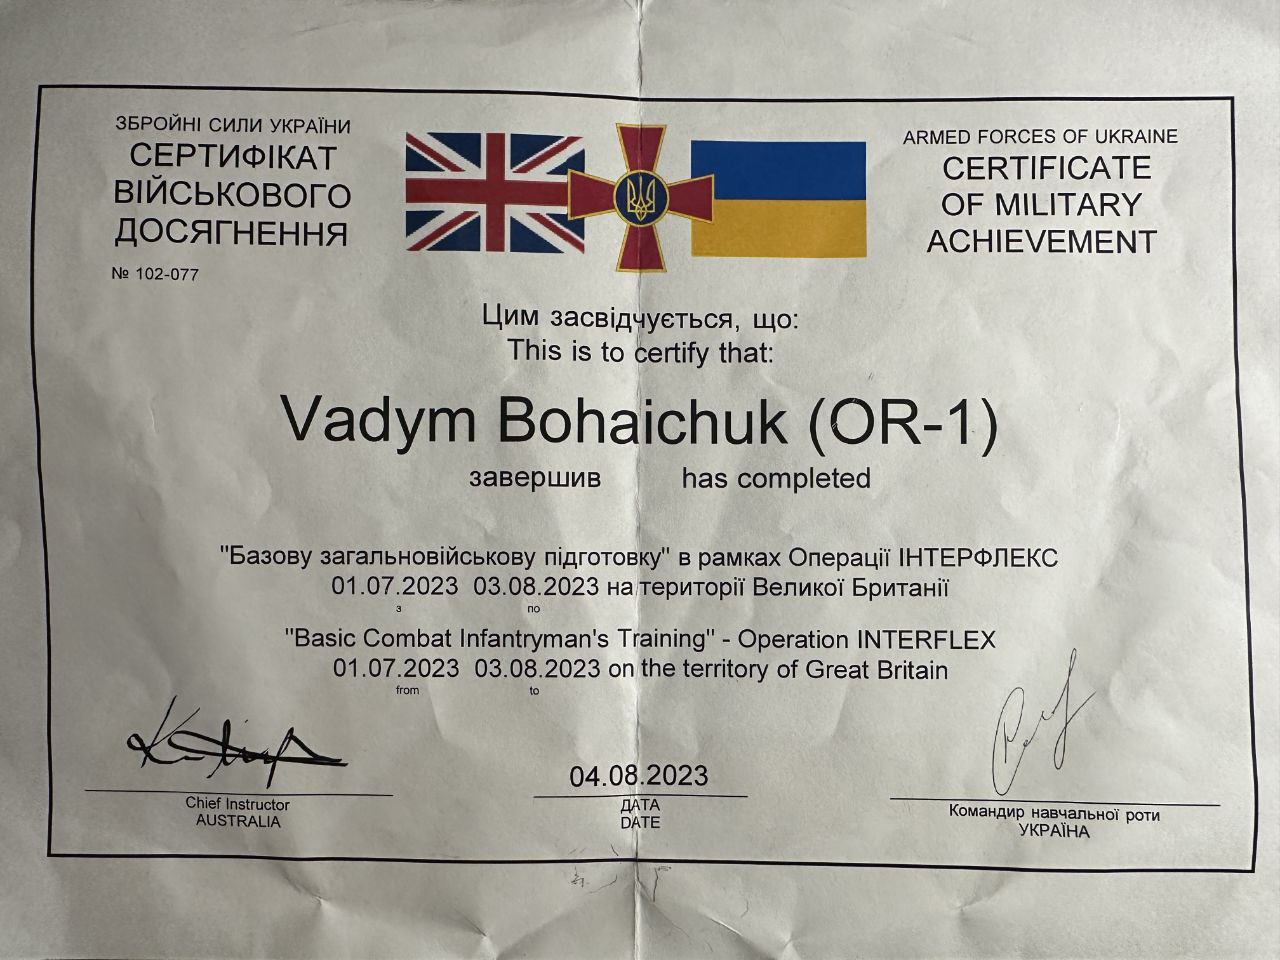 ЗБРОЙНІ СИЛИ УКРАЇНИ
СЕРТИФІКАТ
ВІЙСЬКОВОГО
ДОСЯГНЕННЯ
№ 102-077
ARMED FORCES OF UKRAINE
CERTIFICATE
OF MILITARY
ACHIEVEMENT
Цим засвідчується, що:
This is to certify that:
Vadym Bohaichuk (OR-1)
завершив has completed
"Базову загальновійськову підготовку" в рамках Операції ІНТЕРФЛЕКС
01.07.2023 03.08.2023 на території Великої Британії
з по
"Basic Combat Infantryman's Training" - Operation INTERFLEX
01.07.2023 03.08.2023 on the territory of Great Britain
from to
Chief Instructor
AUSTRALIA
04.08.2023
ДАТА
DATE
Командир навчальної роти
УКРАЇНА